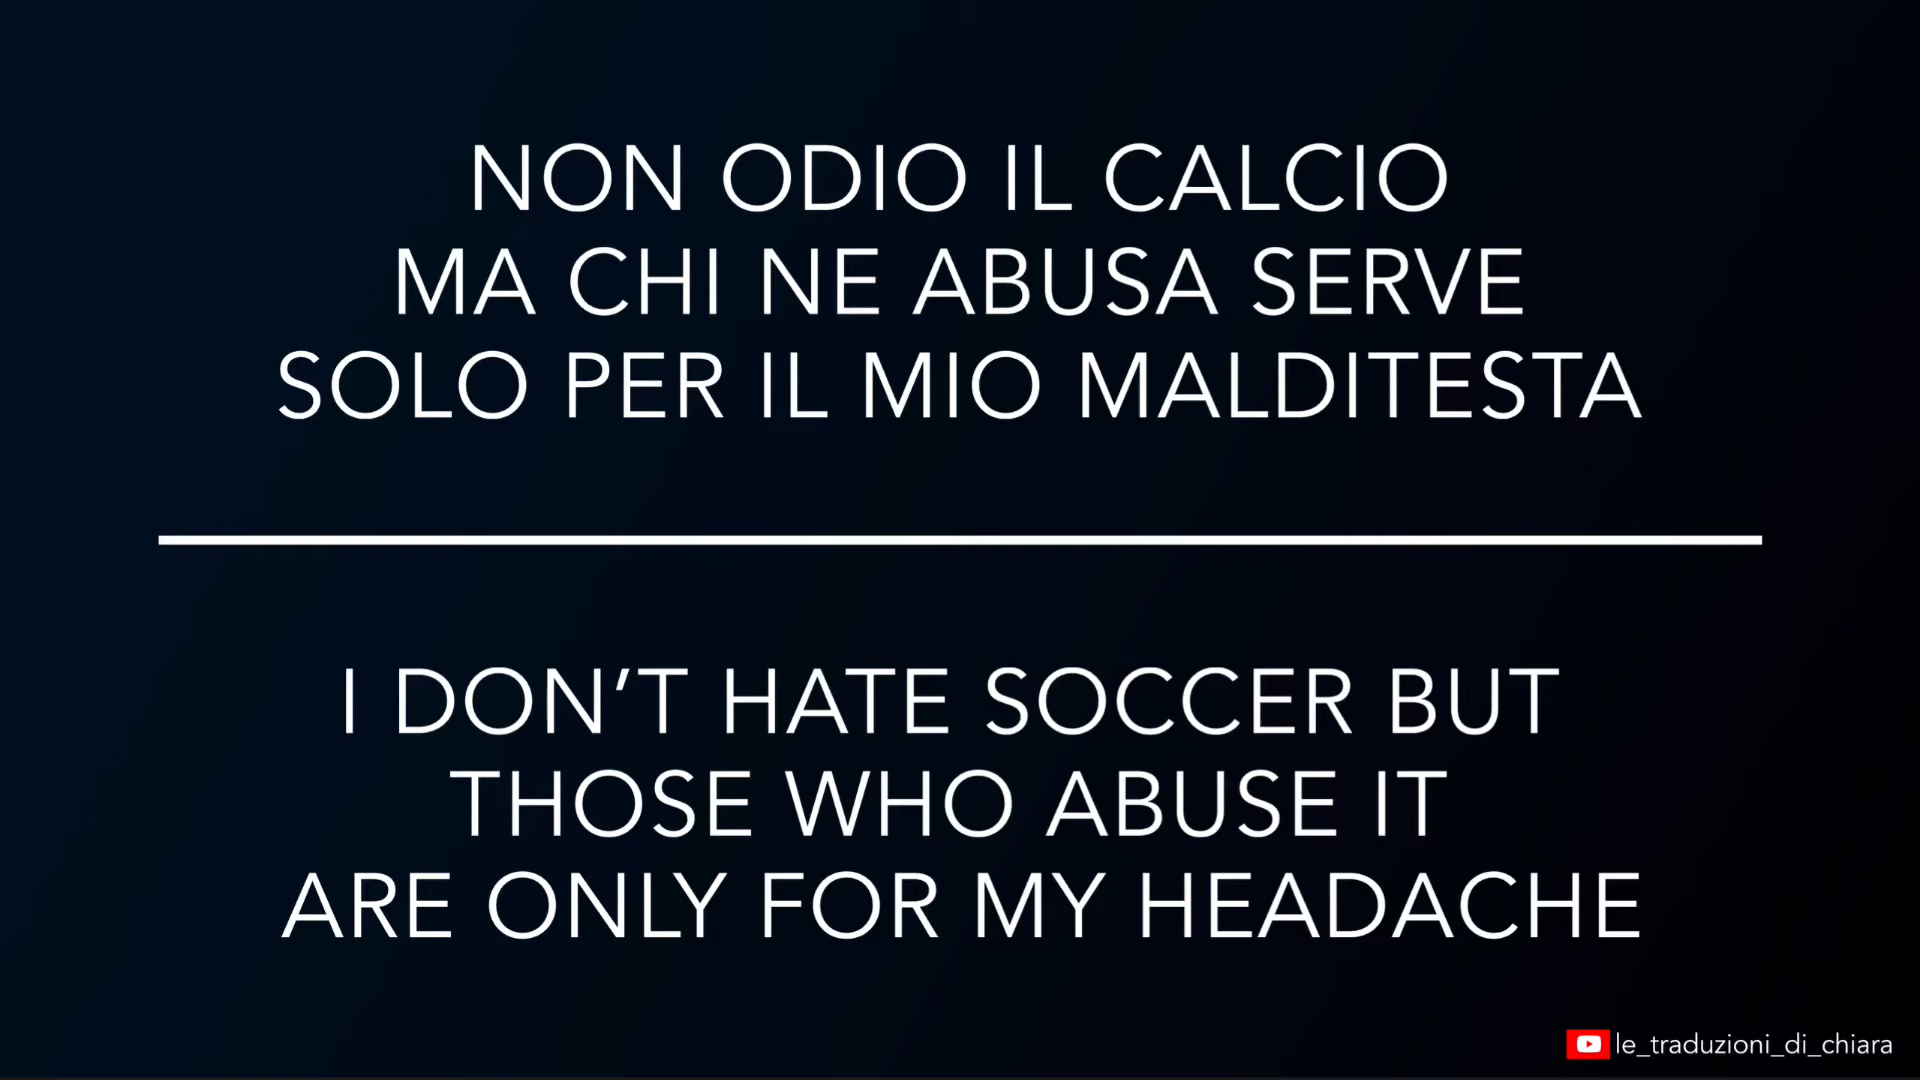 NON ODIO IL CALCIO
MA CHI NE ABUSA SERVE
SOLO PER IL MIO MALDITESTA
I DON’T HATE SOCCER BUT
THOSE WHO ABUSE IT
ARE ONLY FOR MY HEADACHE
le_traduzioni_di_chiara